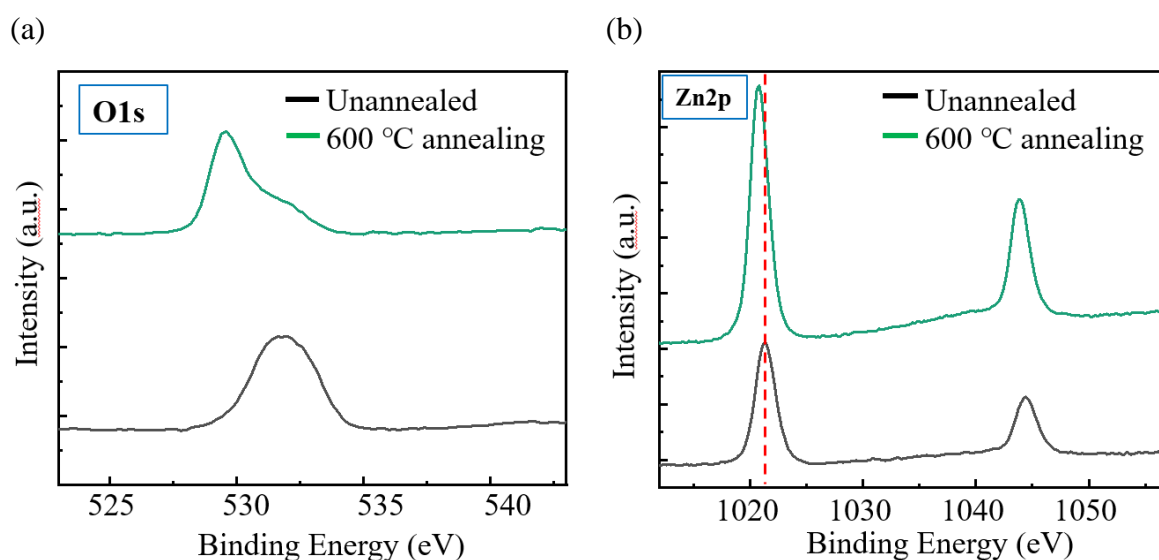 (a)
(b)
O1s
Unannealed
600 °C annealing
Intensity (a.u.)
525
530
535
540
Binding Energy (eV)
Zn2p
Unannealed
600 °C annealing
Intensity (a.u.)
1020
1030
1040
1050
Binding Energy (eV)